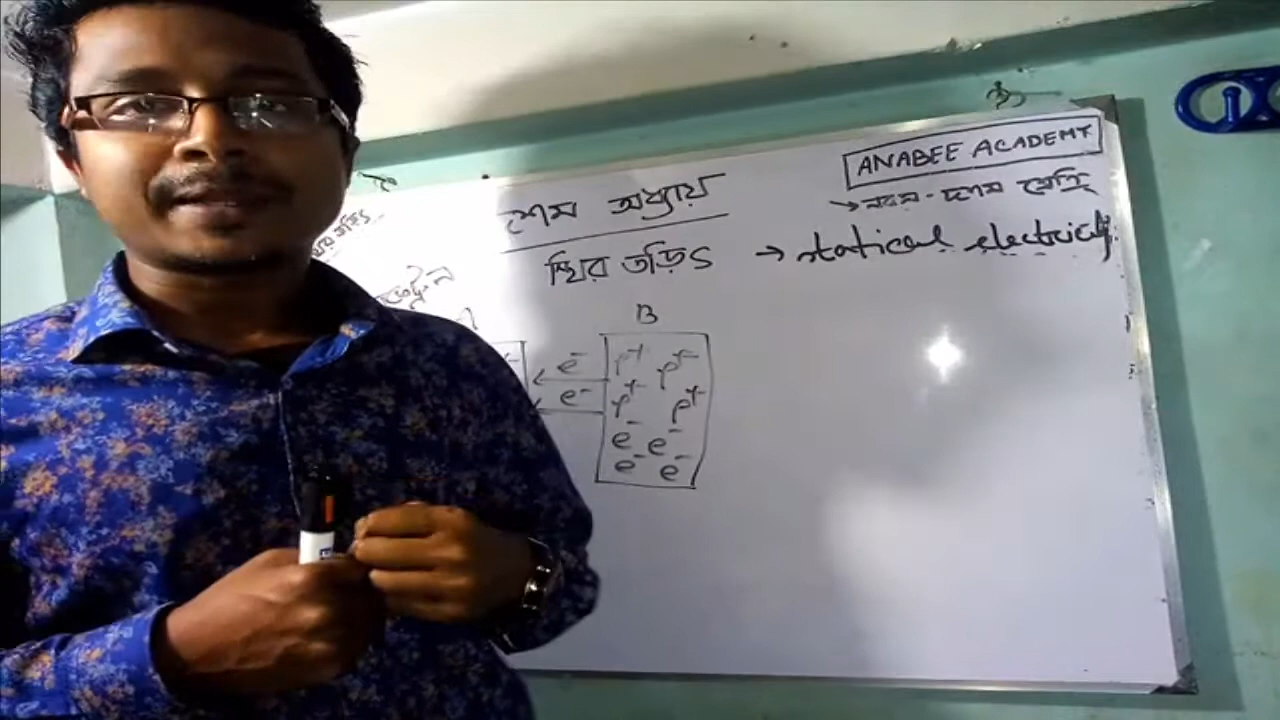 ANABEE ACADEMY
অধ্যায়
→ নবম - দশম শ্রেণি
স্থির তড়িৎ → statical electricity
B
e⁻ p⁺ p⁺
e⁻ p⁺ p⁺
e⁻ e⁻
e⁻ e⁻